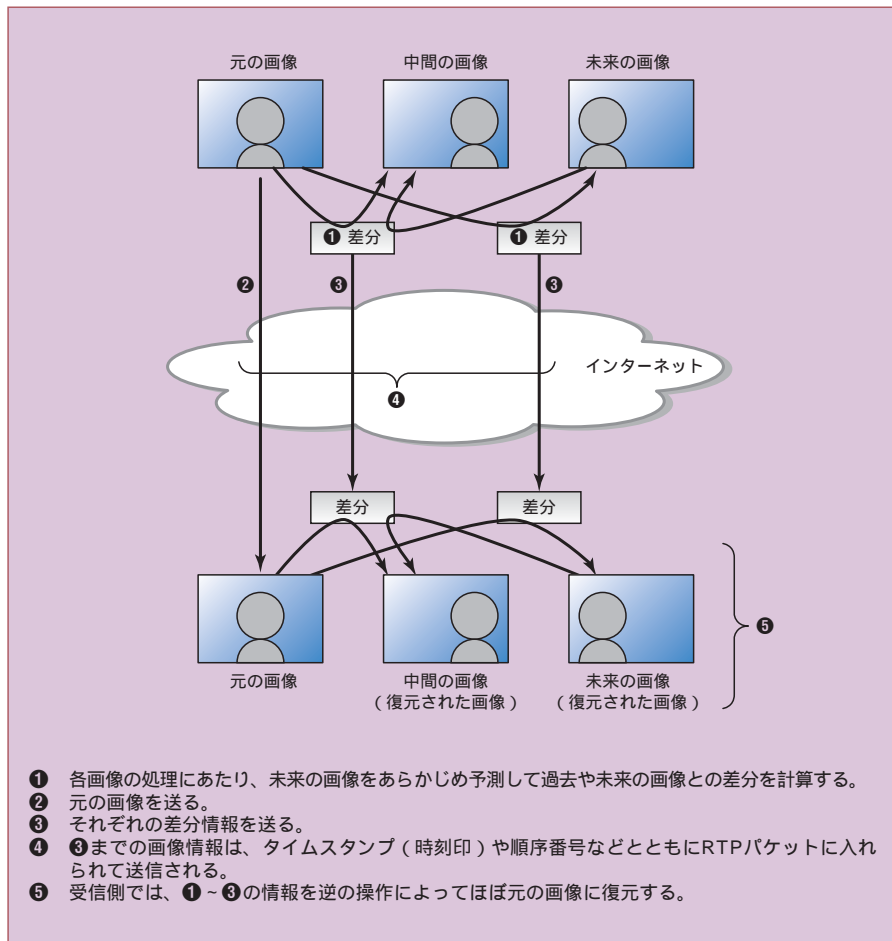 元の画像
中間の画像
未来の画像
❶ 差分
❶ 差分
❷
❸
❸
インターネット
❹
差分
差分
❺
元の画像
中間の画像
(復元された画像)
未来の画像
(復元された画像)
❶ 各画像の処理にあたり、未来の画像をあらかじめ予測して過去や未来の画像との差分を計算する。
❷ 元の画像を送る。
❸ それぞれの差分情報を送る。
❹ ❸までの画像情報は、タイムスタンプ(時刻印)や順序番号などとともにRTPパケットに入れ
られて送信される。
❺ 受信側では、❶~❸の情報を逆の操作によってほぼ元の画像に復元する。